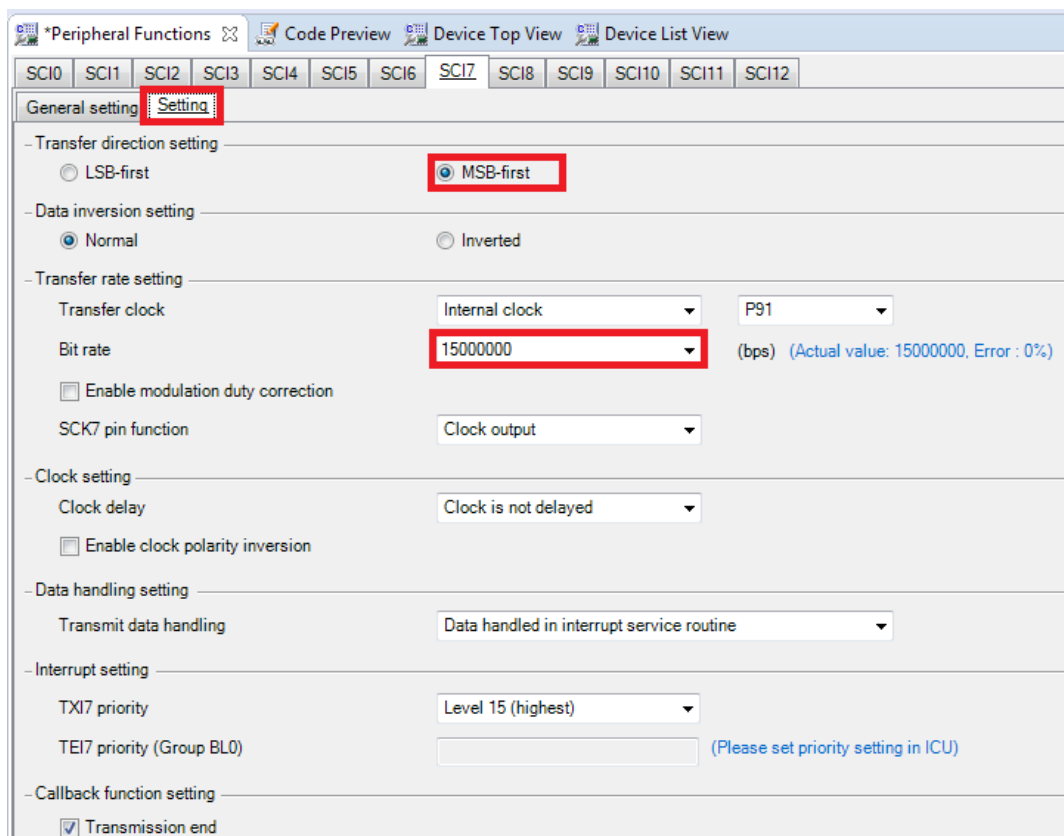 *Peripheral Functions Code Preview Device Top View Device List View
SCI0 SCI1 SCI2 SCI3 SCI4 SCI5 SCI6 SCI7 SCI8 SCI9 SCI10 SCI11 SCI12
General setting Setting
Transfer direction setting
LSB-first MSB-first
Data inversion setting
Normal Inverted
Transfer rate setting
Transfer clock Internal clock P91
Bit rate 15000000 (bps) (Actual value: 15000000, Error : 0%)
Enable modulation duty correction
SCK7 pin function Clock output
Clock setting
Clock delay Clock is not delayed
Enable clock polarity inversion
Data handling setting
Transmit data handling Data handled in interrupt service routine
Interrupt setting
TXI7 priority Level 15 (highest)
TEI7 priority (Group BL0) (Please set priority setting in ICU)
Callback function setting
Transmission end